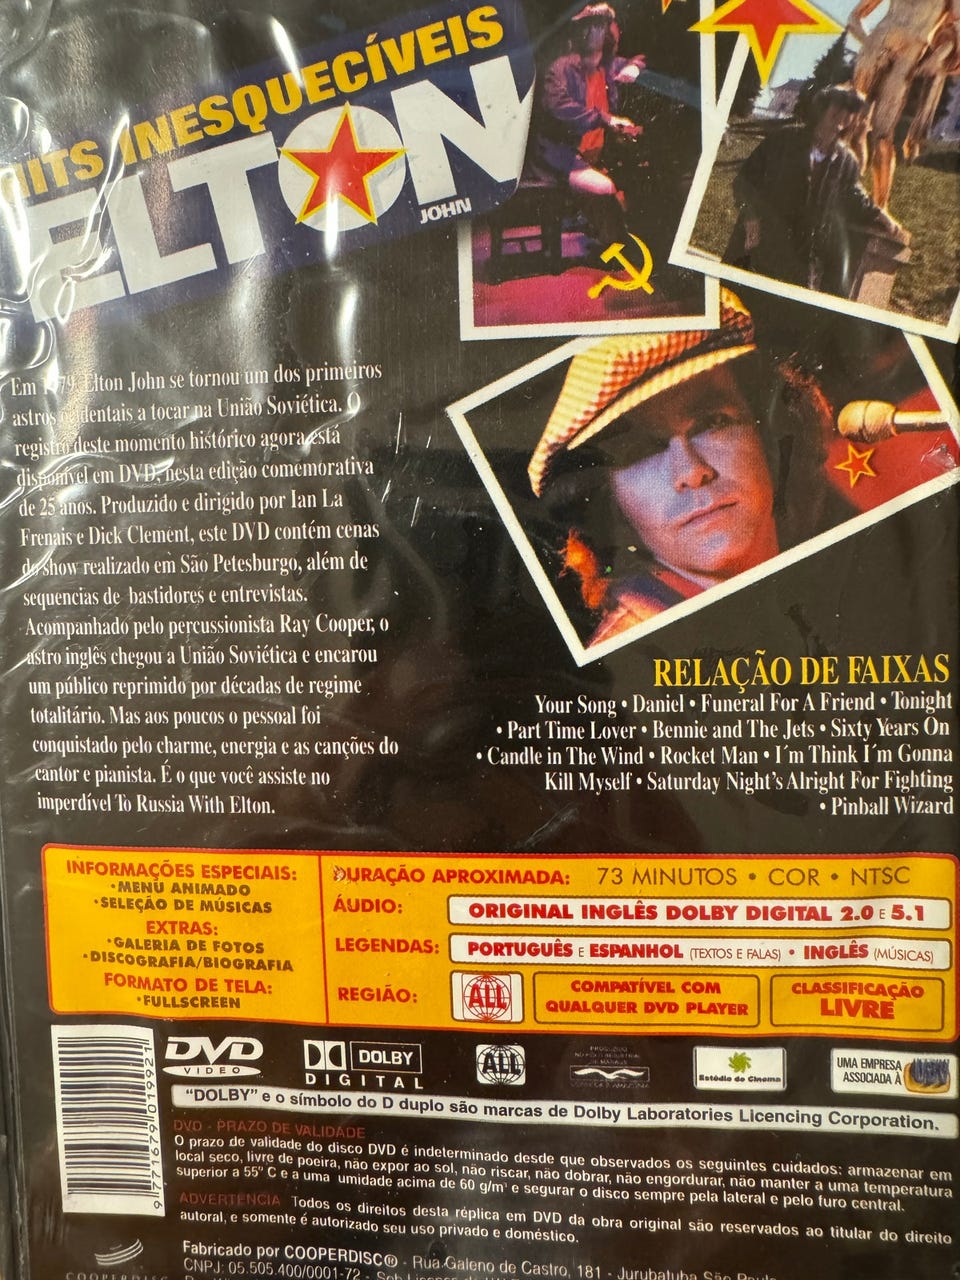 HITS INESQUECÍVEIS
ELTON
JOHN
Em 1979, Elton John se tornou um dos primeiros
astros ocidentais a tocar na União Soviética. O
registro deste momento histórico agora está
disponível em DVD, nesta edição comemorativa
de 25 anos. Produzido e dirigido por Ian La
Frenais e Dick Clement, este DVD contém cenas
do show realizado em São Petesburgo, além de
sequencias de bastidores e entrevistas.
Acompanhado pelo percussionista Ray Cooper, o
astro inglês chegou a União Soviética e encarou
um público reprimido por décadas de regime
totalitário. Mas aos poucos o pessoal foi
conquistado pelo charme, energia e as canções do
cantor e pianista. É o que você assiste no
imperdível To Russia With Elton.
RELAÇÃO DE FAIXAS
Your Song • Daniel • Funeral For A Friend • Tonight
• Part Time Lover • Bennie and The Jets • Sixty Years On
• Candle in The Wind • Rocket Man • I´m Think I´m Gonna
Kill Myself • Saturday Night's Alright For Fighting
• Pinball Wizard
INFORMAÇÕES ESPECIAIS:
•MENU ANIMADO
•SELEÇÃO DE MÚSICAS
EXTRAS:
•GALERIA DE FOTOS
•DISCOGRAFIA/BIOGRAFIA
FORMATO DE TELA:
•FULLSCREEN
DURAÇÃO APROXIMADA: 73 MINUTOS • COR • NTSC
ÁUDIO: ORIGINAL INGLÊS DOLBY DIGITAL 2.0 E 5.1
LEGENDAS: PORTUGUÊS E ESPANHOL (TEXTOS E FALAS) • INGLÊS (MÚSICAS)
REGIÃO: ALL
COMPATÍVEL COM
QUALQUER DVD PLAYER
CLASSIFICAÇÃO
LIVRE
DVD
VIDEO
DOLBY
DIGITAL
ALL
PRODUZIDO
NO POLO INDUSTRIAL
DE MANAUS
CONHEÇA A AMAZÔNIA
Estúdio de Cinema
UMA EMPRESA
ASSOCIADA À
9 771679 019921
"DOLBY" e o símbolo do D duplo são marcas de Dolby Laboratories Licencing Corporation.
DVD - PRAZO DE VALIDADE
O prazo de validade do disco DVD é indeterminado desde que observados os seguintes cuidados: armazenar em
local seco, livre de poeira, não expor ao sol, não riscar, não dobrar, não engordurar, não manter a uma temperatura
superior a 55° C e a uma umidade acima de 60 g/m³ e segurar o disco sempre pela lateral e pelo furo central.
ADVERTÊNCIA Todos os direitos desta réplica em DVD da obra original são reservados ao titular do direito
autoral, e somente é autorizado seu uso privado e doméstico.
COOPERDISC
Fabricado por COOPERDISC® - Rua Galeno de Castro, 181 - Jurubatuba São Paulo
CNPJ: 05.505.400/0001-72 - Sob